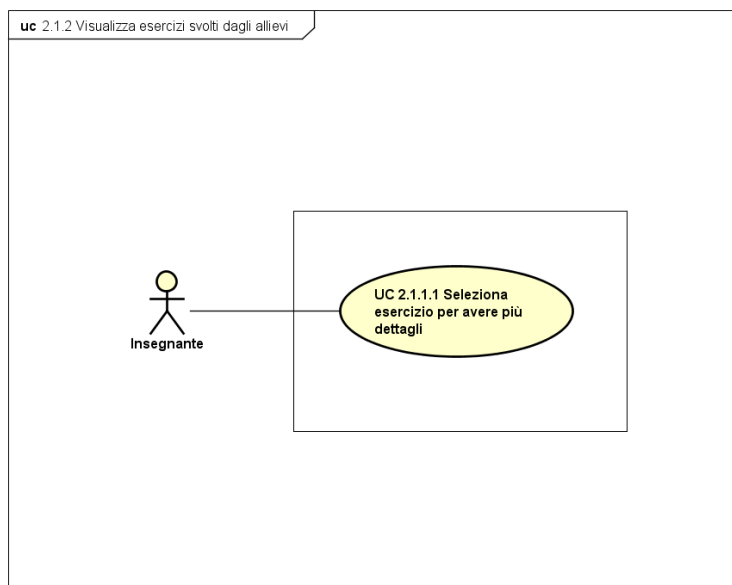 uc 2.1.2 Visualizza esercizi svolti dagli allievi
UC 2.1.1.1 Seleziona
esercizio per avere più
dettagli
Insegnante